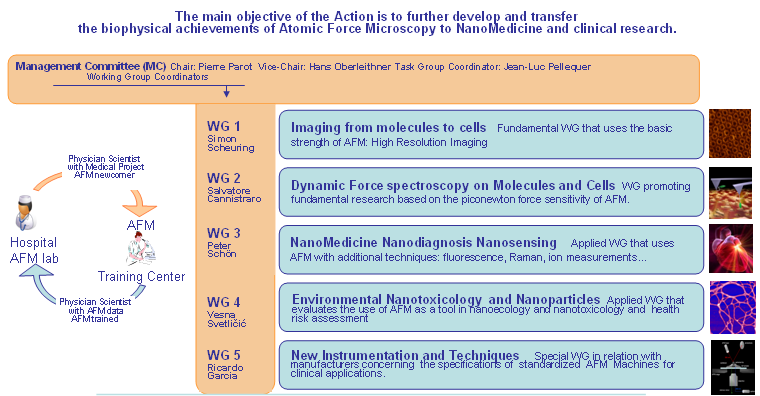 The main objective of the Action is to further develop and transfer
the biophysical achievements of Atomic Force Microscopy to NanoMedicine and clinical research.
Management Committee (MC) Chair: Pierre Parot Vice-Chair: Hans Oberleithner Task Group Coordinator: Jean-Luc Pellequer
Working Group Coordinators
WG 1
Simon
Scheuring
Imaging from molecules to cells Fundamental WG that uses the basic
strength of AFM: High Resolution Imaging
WG 2
Salvatore
Cannistraro
Dynamic Force spectroscopy on Molecules and Cells WG promoting
fundamental research based on the piconewton force sensitivity of AFM.
WG 3
Peter
Schön
NanoMedicine Nanodiagnosis Nanosensing Applied WG that uses
AFM with additional techniques: fluorescence, Raman, ion measurements...
WG 4
Vesna
Svetličić
Environmental Nanotoxicology and Nanoparticles Applied WG that
evaluates the use of AFM as a tool in nanoecology and nanotoxicology and health
risk assessment
WG 5
Ricardo
Garcia
New Instrumentation and Techniques Special WG in relation with
manufacturers concerning the specifications of standardized AFM Machines for
clinical applications.
Physician Scientist
with Medical Project
AFM newcorner
AFM
Training Center
Hospital
AFM lab
Physician Scientist
with AFM data
AFM trained